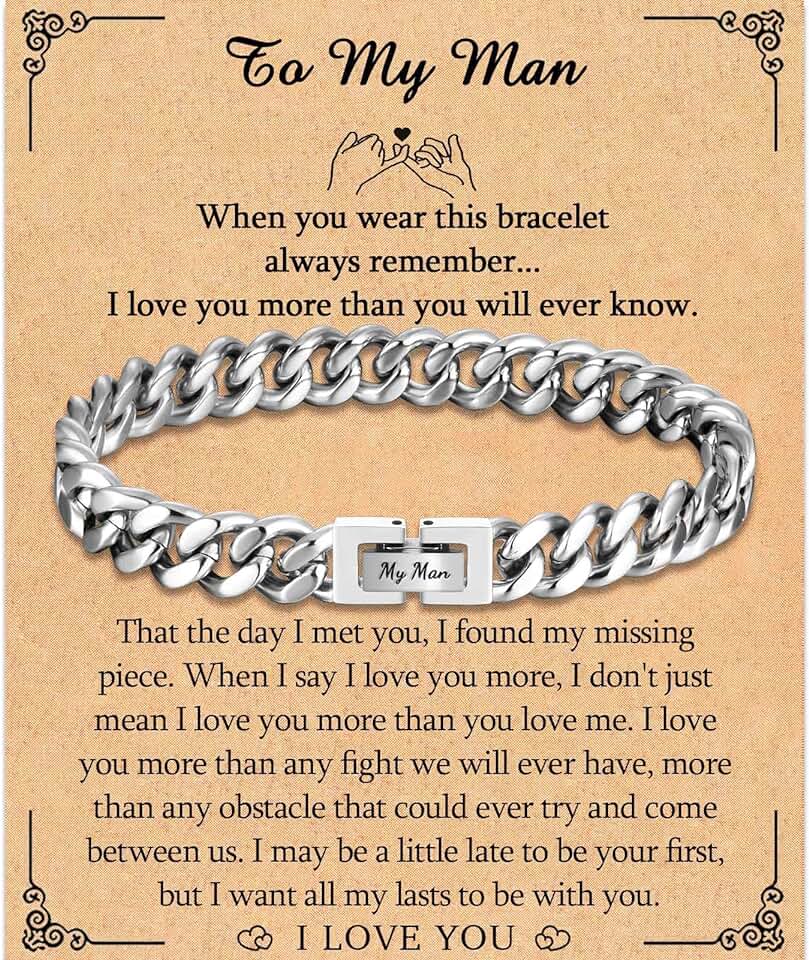 To My Man
When you wear this bracelet
always remember...
I love you more than you will ever know.
My Man
That the day I met you, I found my missing
piece. When I say I love you more, I don't just
mean I love you more than you love me. I love
you more than any fight we will ever have, more
than any obstacle that could ever try and come
between us. I may be a little late to be your first,
but I want all my lasts to be with you.
I LOVE YOU